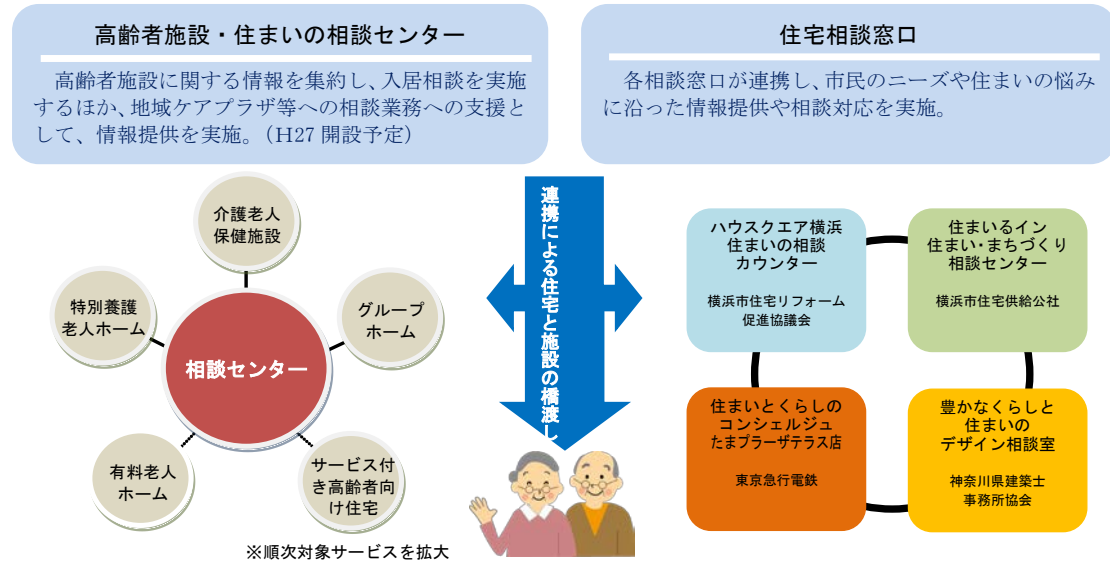 高齢者施設・住まいの相談センター
高齢者施設に関する情報を集約し、入居相談を実施
するほか、地域ケアプラザ等への相談業務への支援と
して、情報提供を実施。（H27 開設予定）
住宅相談窓口
各相談窓口が連携し、市民のニーズや住まいの悩み
に沿った情報提供や相談対応を実施。
介護老人
保健施設
特別養護
老人ホーム
グループ
ホーム
相談センター
有料老人
ホーム
サービス付
き高齢者向
け住宅
※順次対象サービスを拡大
連携による住宅と施設の橋渡し
ハウスクエア横浜
住まいの相談
カウンター
横浜市住宅リフォーム
促進協議会
住まいるイン
住まい・まちづくり
相談センター
横浜市住宅供給公社
住まいとくらしの
コンシェルジュ
たまプラーザテラス店
東京急行電鉄
豊かなくらしと
住まいの
デザイン相談室
神奈川県建築士
事務所協会